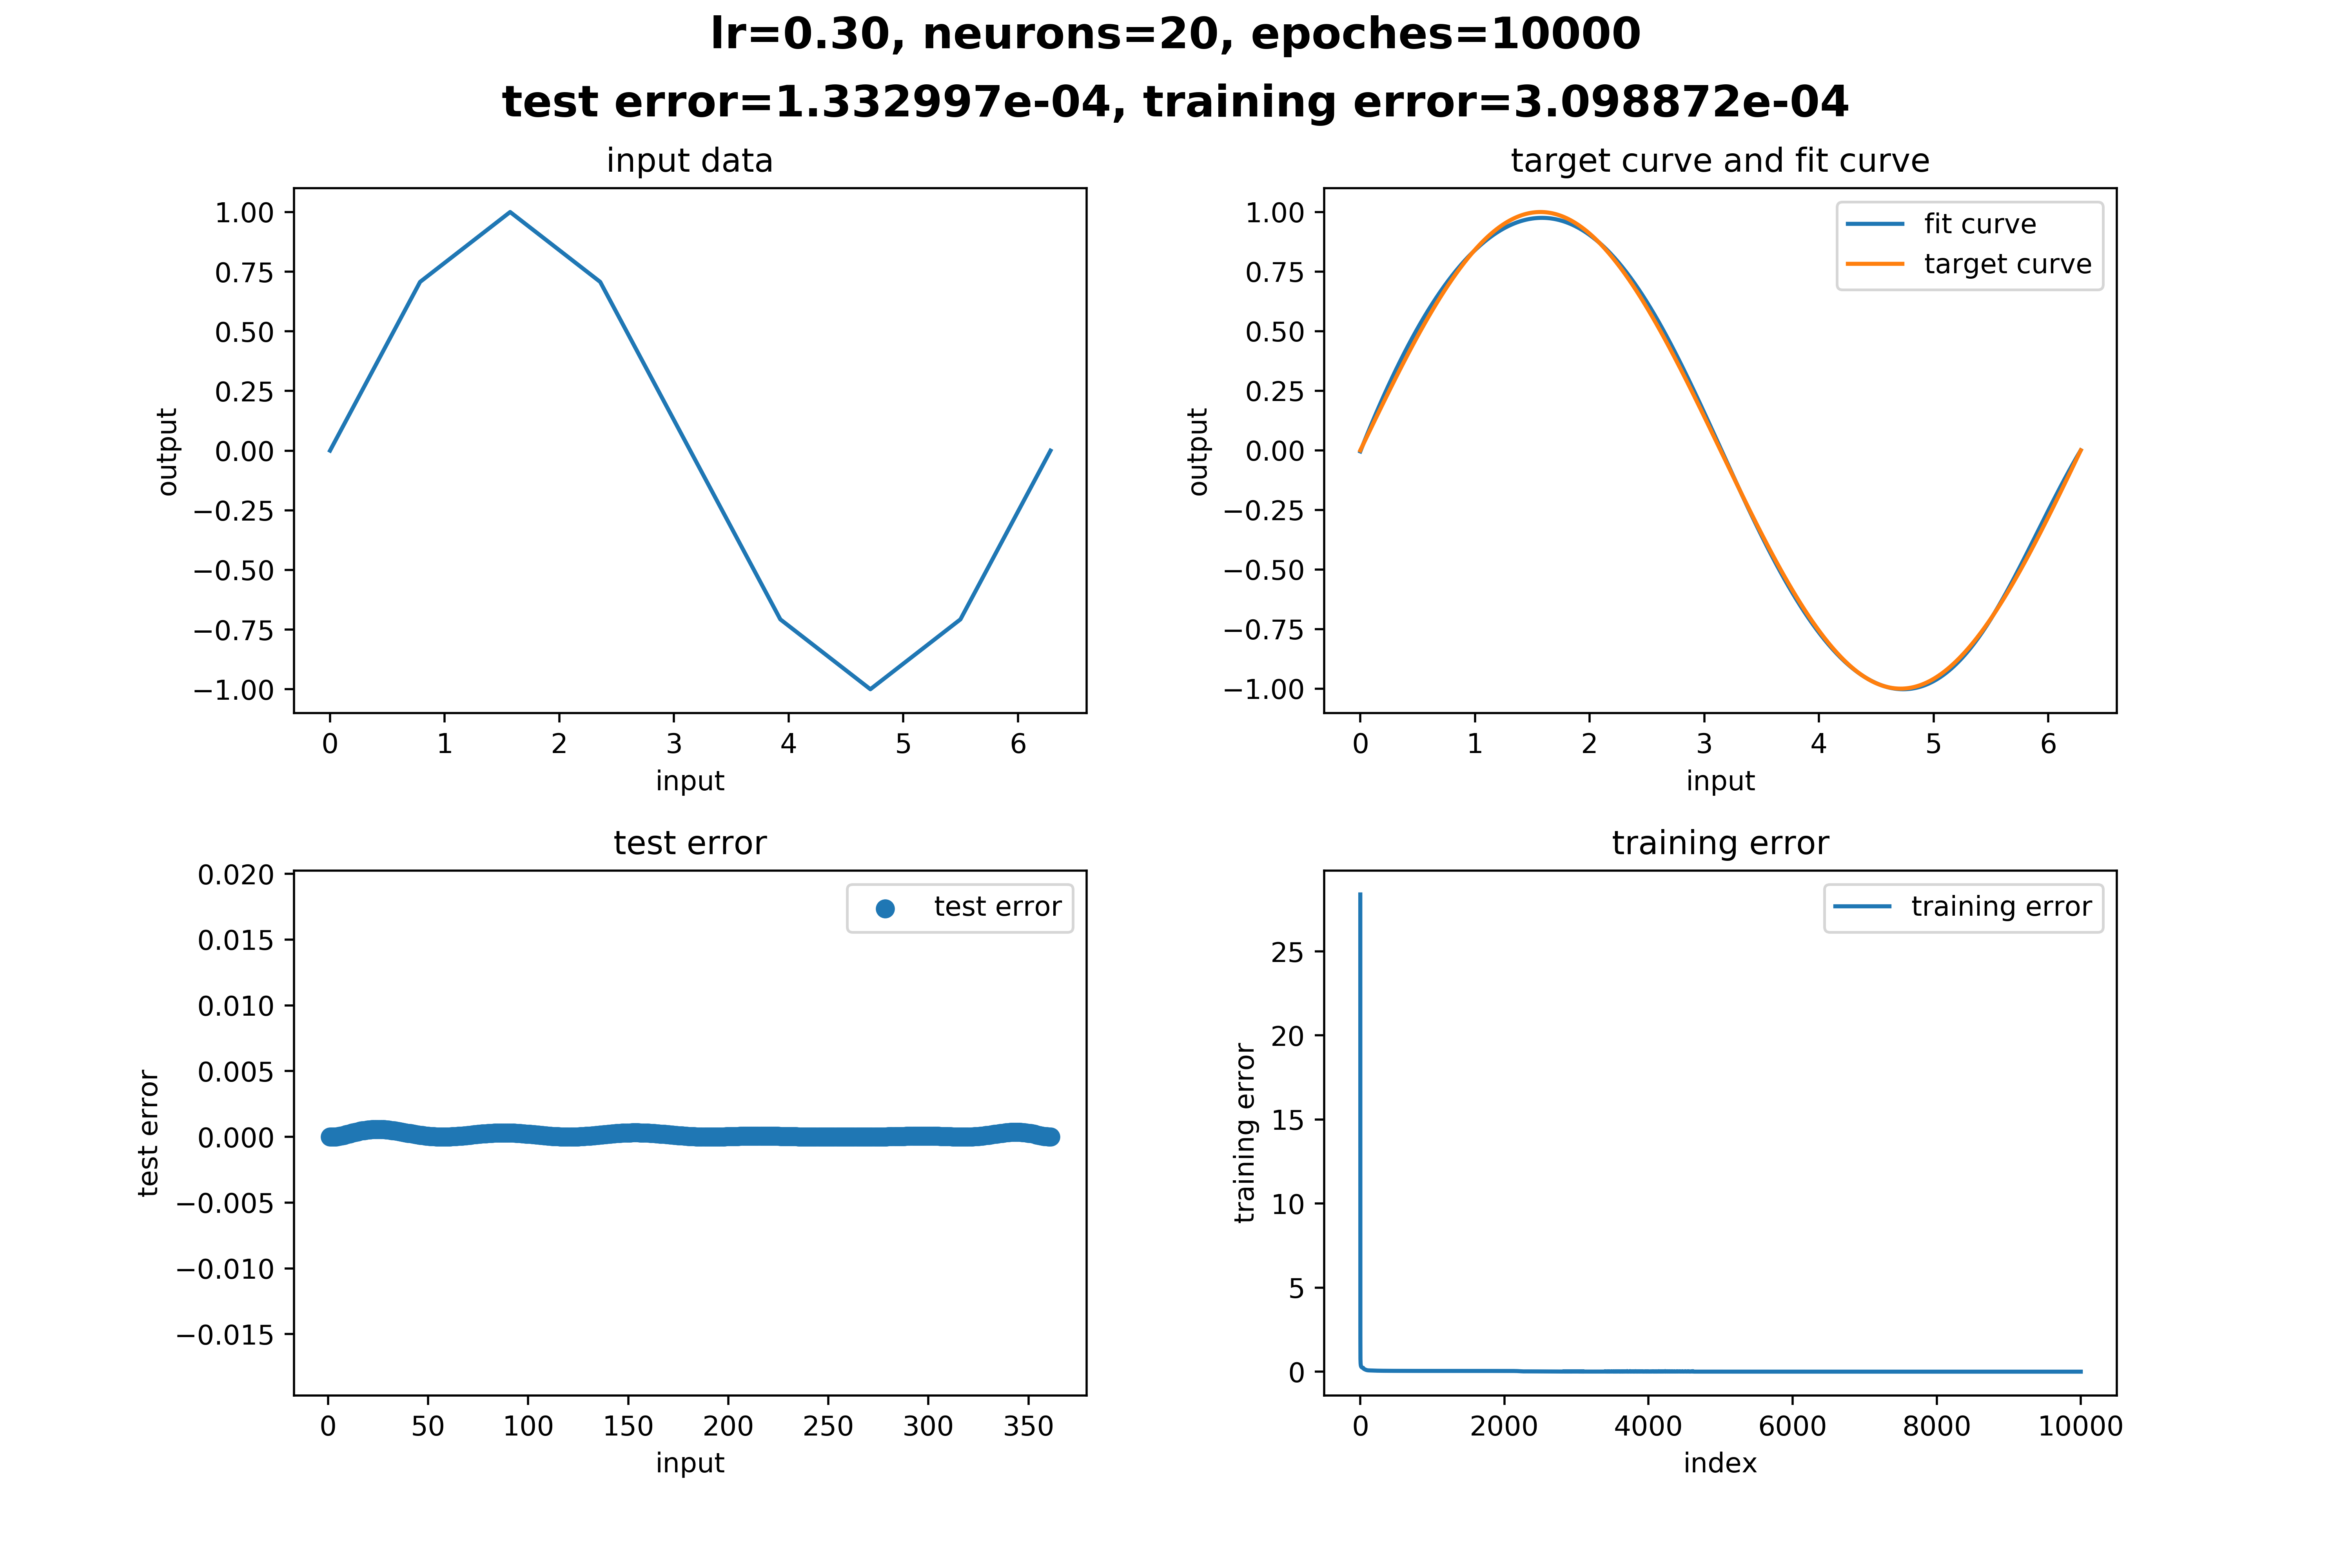 lr=0.30, neurons=20, epoches=10000
test error=1.332997e-04, training error=3.098872e-04
input data
1.00
0.75
0.50
0.25
0.00
−0.25
−0.50
−0.75
−1.00
output
0 1 2 3 4 5 6
input
target curve and fit curve
fit curve
target curve
1.00
0.75
0.50
0.25
0.00
−0.25
−0.50
−0.75
−1.00
output
0 1 2 3 4 5 6
input
test error
test error
0.020
0.015
0.010
0.005
0.000
−0.005
−0.010
−0.015
test error
0 50 100 150 200 250 300 350
input
training error
training error
25
20
15
10
5
0
training error
0 2000 4000 6000 8000 10000
index